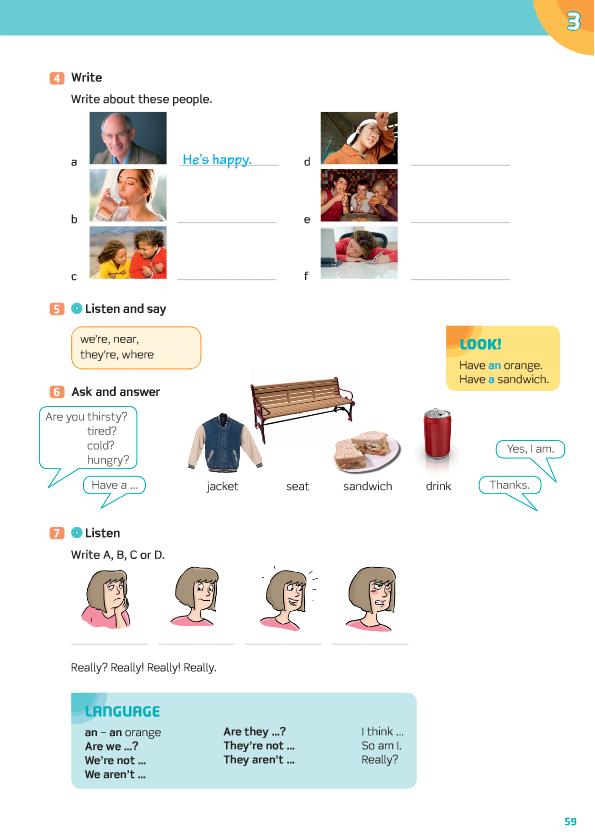 3
4 Write
Write about these people.
a He's happy.
b
c
d
e
f
5 Listen and say
we're, near,
they're, where
LOOK!
Have an orange.
Have a sandwich.
6 Ask and answer
Are you thirsty?
tired?
cold?
hungry?
Have a ...
Yes, I am.
Thanks.
jacket seat sandwich drink
7 Listen
Write A, B, C or D.
Really? Really! Really! Really.
LANGUAGE
an – an orange
Are we ...?
We're not ...
We aren't ...
Are they ...?
They're not ...
They aren't ...
I think ...
So am I.
Really?
59